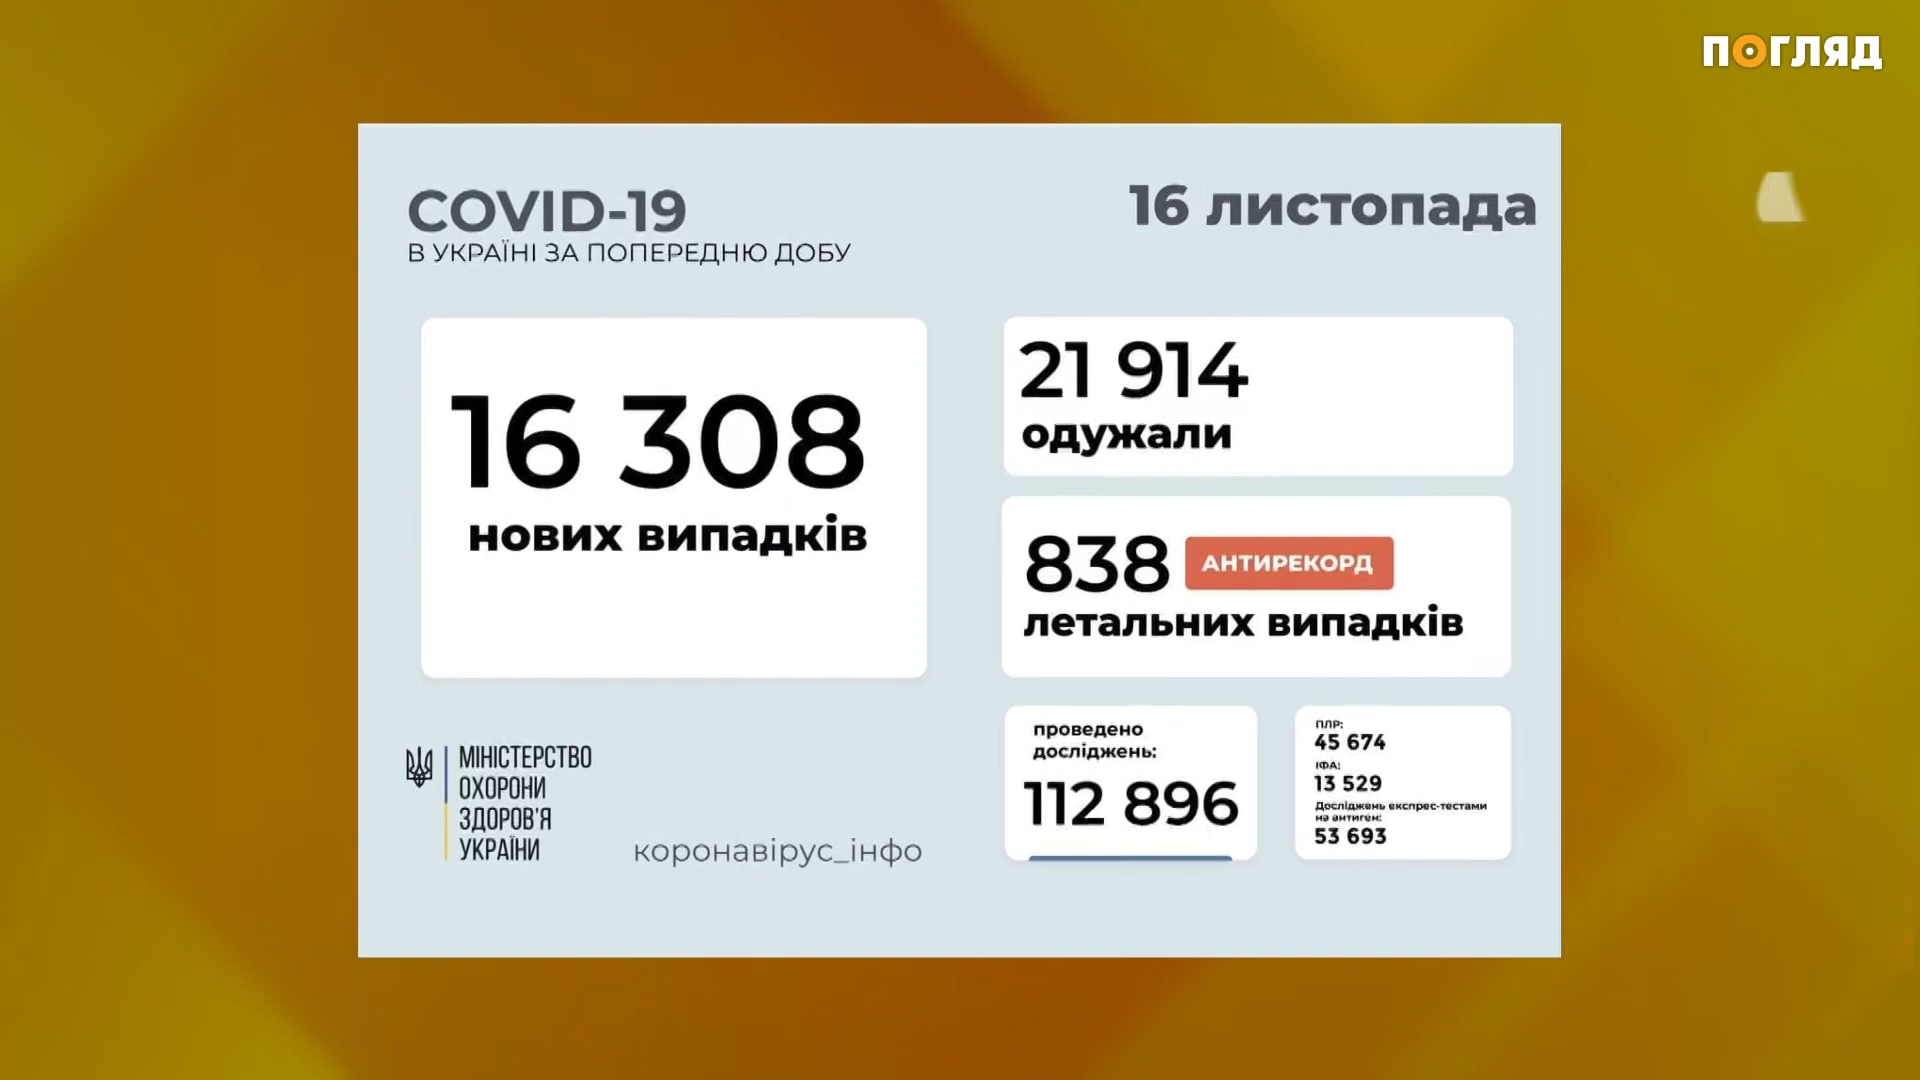 ПОГЛЯД
COVID-19
В УКРАЇНІ ЗА ПОПЕРЕДНЮ ДОБУ
16 листопада
16 308
нових випадків
21 914
одужали
838 АНТИРЕКОРД
летальних випадків
проведено
досліджень:
112 896
ПЛР:
45 674
ІФА:
13 529
Досліджень експрес-тестами
на антиген:
53 693
МІНІСТЕРСТВО
ОХОРОНИ
ЗДОРОВ'Я
УКРАЇНИ
коронавірус_інфо